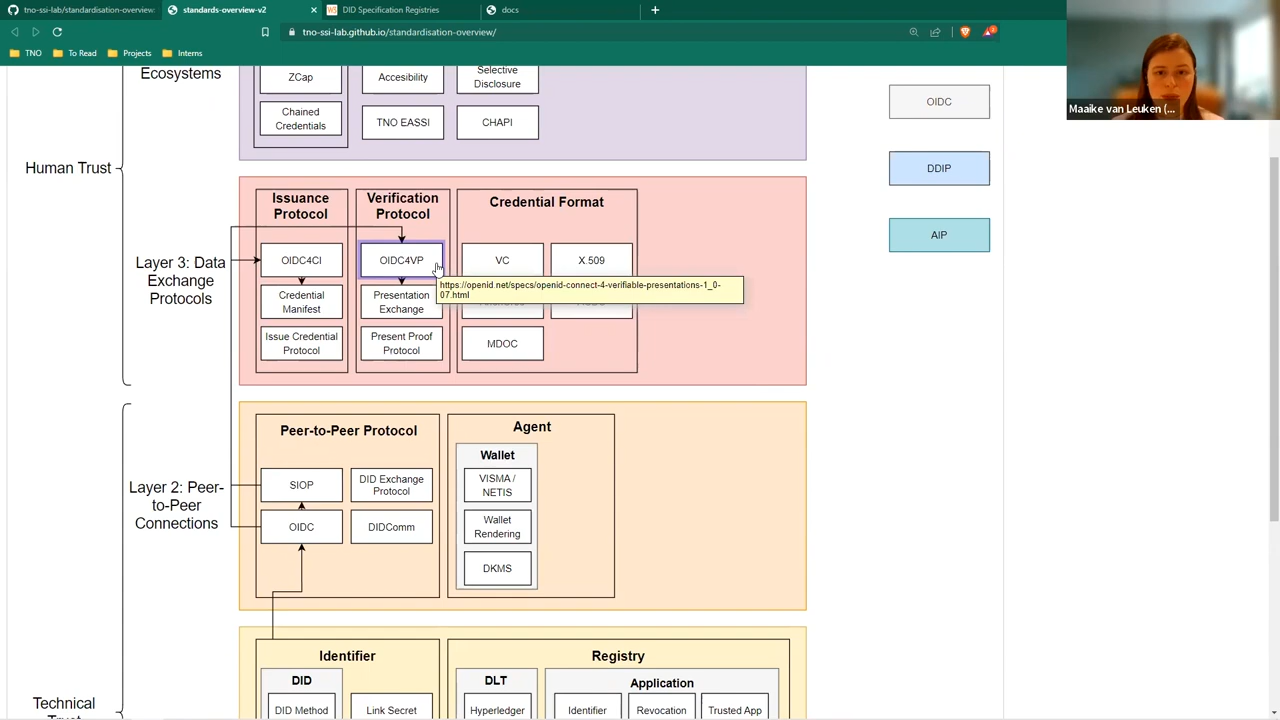 tno-ssi-lab/standardisation-overview:
standards-overview-v2
DID Specification Registries
docs
tno-ssi-lab.github.io/standardisation-overview/
TNO
To Read
Projects
Interns
Maaike van Leuken (...
Ecosystems
ZCap
Accesibility
Selective
Disclosure
Chained
Credentials
TNO EASSI
CHAPI
Human Trust
Layer 3: Data
Exchange
Protocols
Issuance
Protocol
Verification
Protocol
Credential Format
OIDC4CI
OIDC4VP
VC
X.509
https://openid.net/specs/openid-connect-4-verifiable-presentations-1_0-
07.html
Credential
Manifest
Presentation
Exchange
Issue Credential
Protocol
Present Proof
Protocol
MDOC
OIDC
DDIP
AIP
Layer 2: Peer-
to-Peer
Connections
Peer-to-Peer Protocol
Agent
Wallet
SIOP
DID Exchange
Protocol
VISMA /
NETIS
OIDC
DIDComm
Wallet
Rendering
DKMS
Technical
Identifier
Registry
DID
DLT
Application
DID Method
Link Secret
Hyperledger
Identifier
Revocation
Trusted App